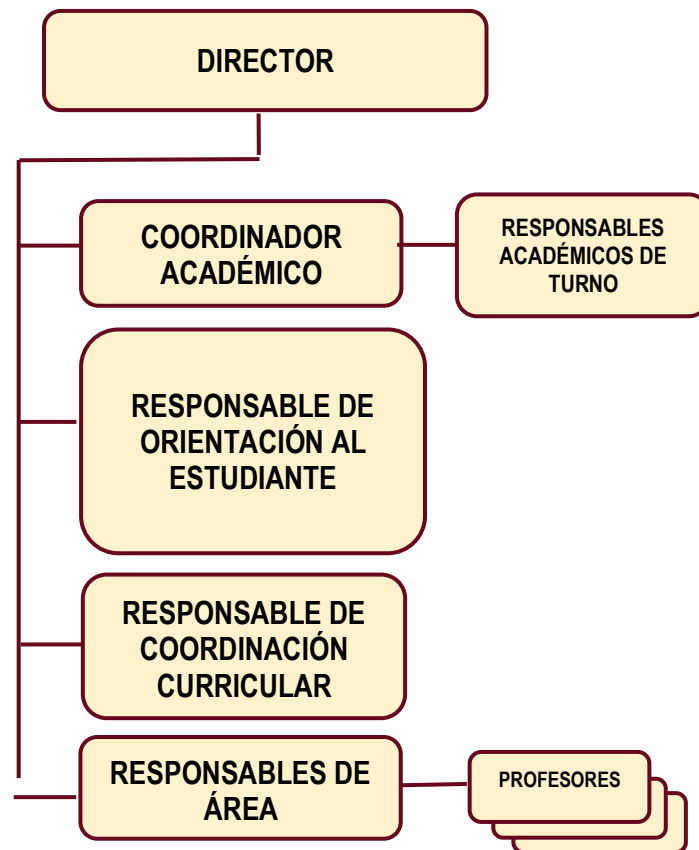 DIRECTOR
COORDINADOR
ACADÉMICO
RESPONSABLES
ACADÉMICOS DE
TURNO
RESPONSABLE DE
ORIENTACIÓN AL
ESTUDIANTE
RESPONSABLE DE
COORDINACIÓN
CURRICULAR
RESPONSABLES DE
ÁREA
PROFESORES